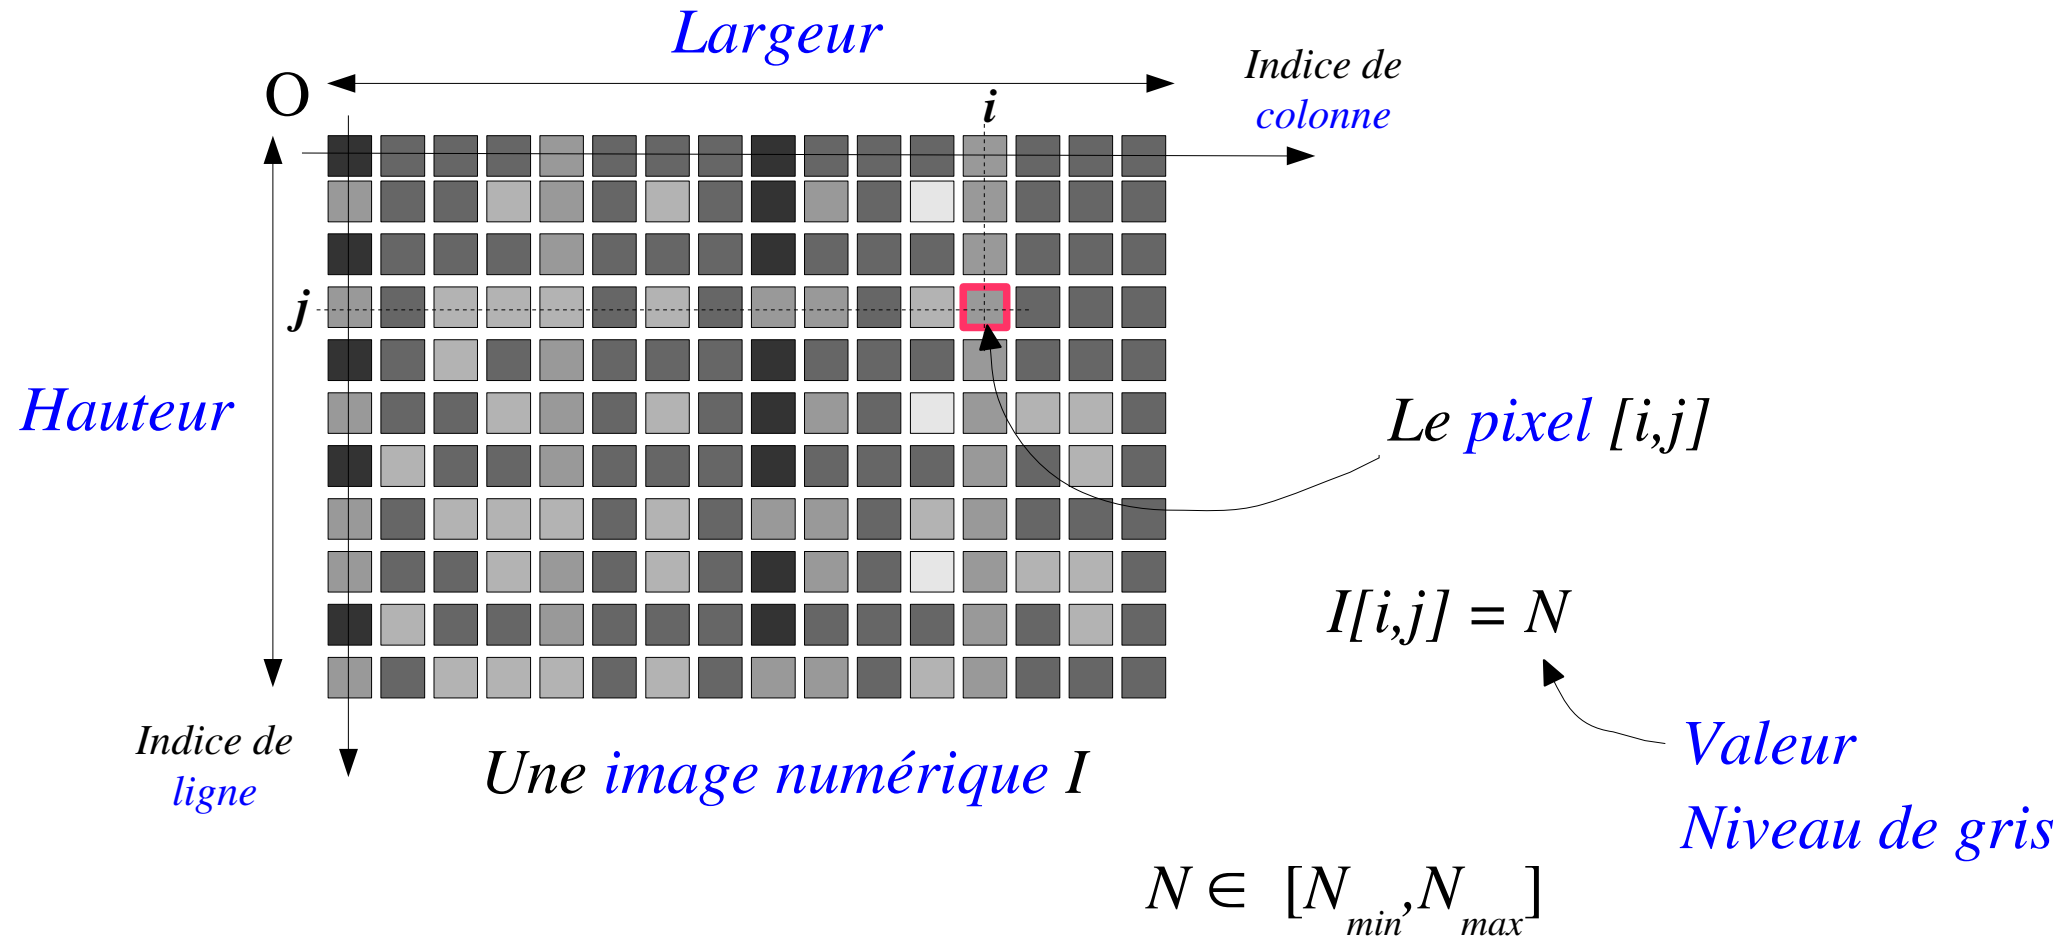 Largeur
O
Indice de
colonne
i
j
Hauteur
Le pixel [i,j]
I[i,j] = N
Indice de
ligne
Une image numérique I
Valeur
Niveau de gris
N ∈ [Nmin,Nmax]